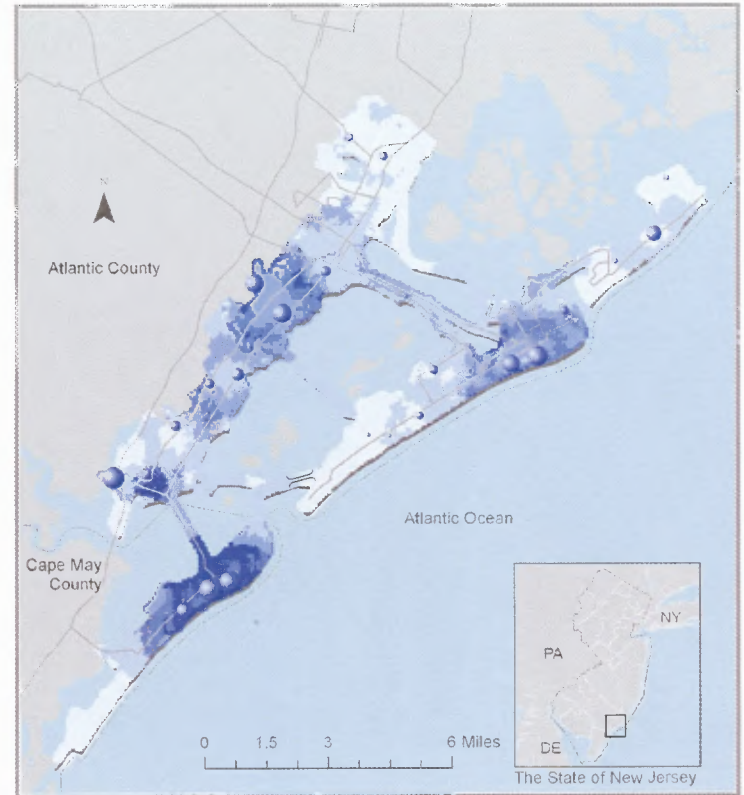 N
Atlantic County
Atlantic Ocean
Cape May
County
NY
PA
DE
0 1.5 3 6 Miles
The State of New Jersey